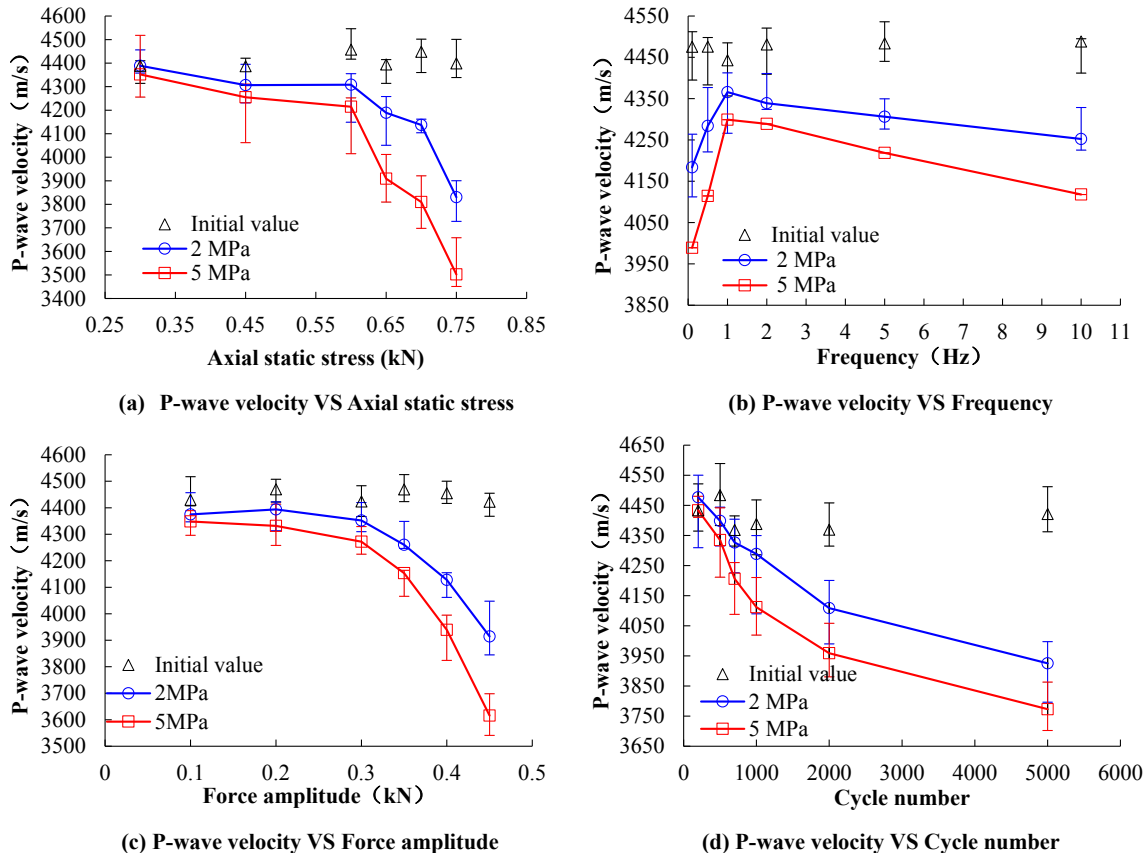 4600
4500
4400
4300
4200
4100
4000
3900
3800
3700
3600
3500
3400
P-wave velocity（m/s）
Initial value
2 MPa
5 MPa
0.25 0.35 0.45 0.55 0.65 0.75 0.85
Axial static stress (kN)
(a) P-wave velocity VS Axial static stress
4550
4450
4350
4250
4150
4050
3950
3850
P-wave velocity（m/s）
Initial value
2 MPa
5 MPa
0 1 2 3 4 5 6 7 8 9 10 11
Frequency（Hz）
(b) P-wave velocity VS Frequency
4600
4500
4400
4300
4200
4100
4000
3900
3800
3700
3600
3500
P-wave velocity（m/s）
Initial value
2MPa
5MPa
0 0.1 0.2 0.3 0.4 0.5
Force amplitude（kN）
(c) P-wave velocity VS Force amplitude
4650
4550
4450
4350
4250
4150
4050
3950
3850
3750
3650
P-wave velocity（m/s）
Initial value
2 MPa
5 MPa
0 1000 2000 3000 4000 5000 6000
Cycle number
(d) P-wave velocity VS Cycle number